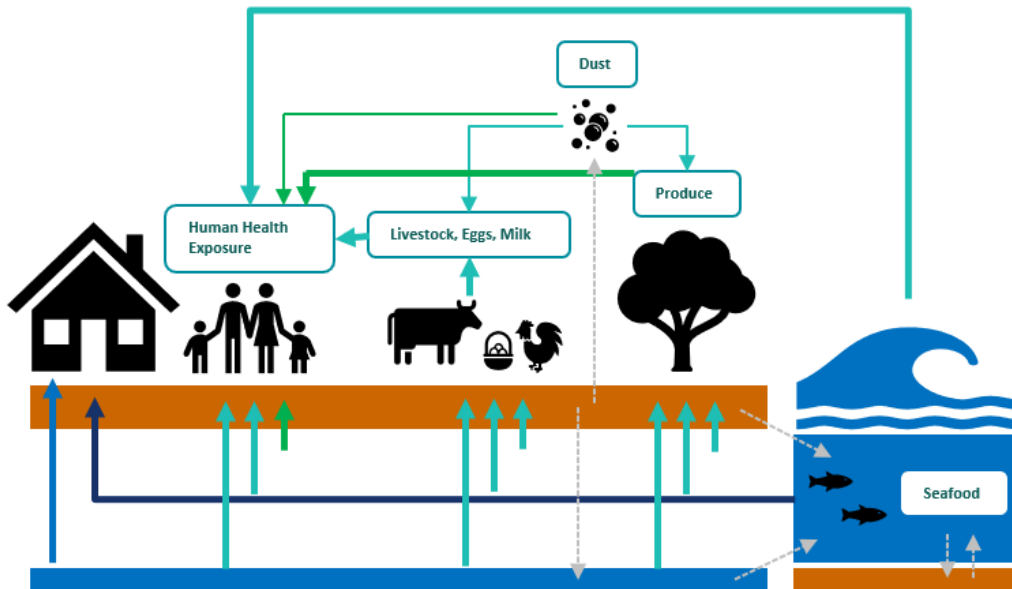 Dust
Produce
Human Health
Exposure
Livestock, Eggs, Milk
Seafood